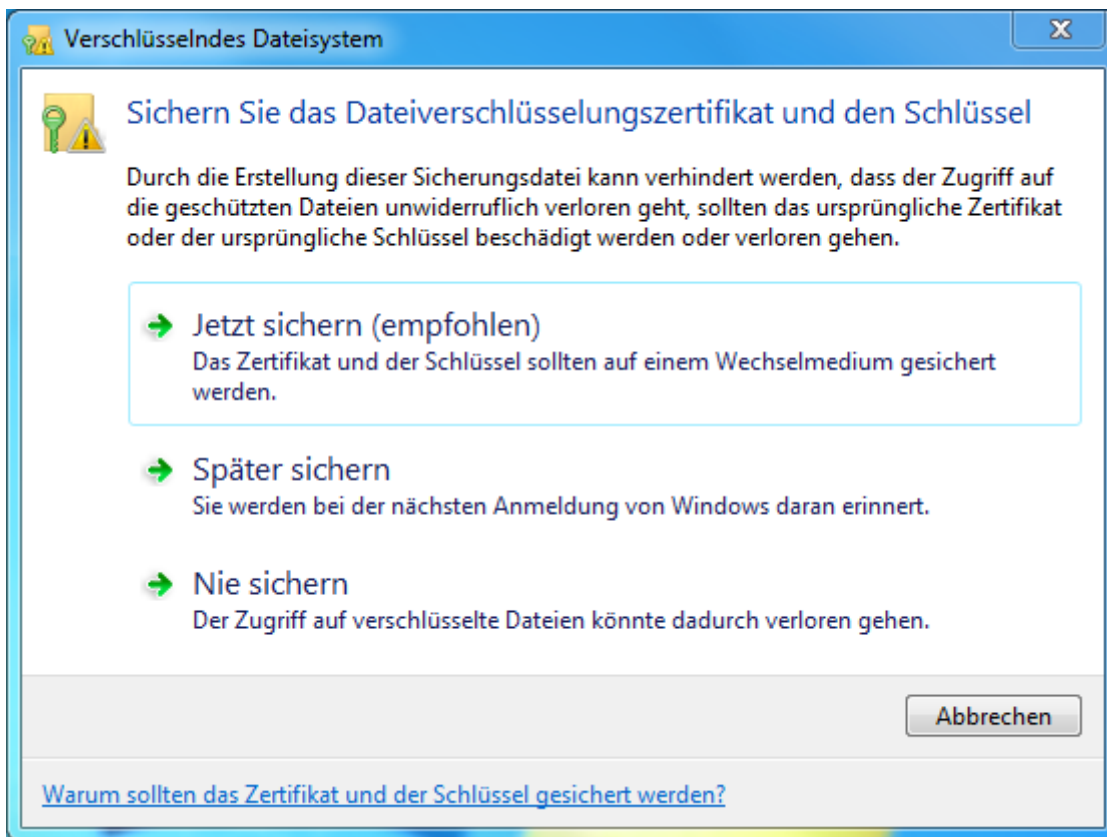 Verschlüsselndes Dateisystem
Sichern Sie das Dateiverschlüsselungszertifikat und den Schlüssel
Durch die Erstellung dieser Sicherungsdatei kann verhindert werden, dass der Zugriff auf
die geschützten Dateien unwiderruflich verloren geht, sollten das ursprüngliche Zertifikat
oder der ursprüngliche Schlüssel beschädigt werden oder verloren gehen.
Jetzt sichern (empfohlen)
Das Zertifikat und der Schlüssel sollten auf einem Wechselmedium gesichert
werden.
Später sichern
Sie werden bei der nächsten Anmeldung von Windows daran erinnert.
Nie sichern
Der Zugriff auf verschlüsselte Dateien könnte dadurch verloren gehen.
Abbrechen
Warum sollten das Zertifikat und der Schlüssel gesichert werden?